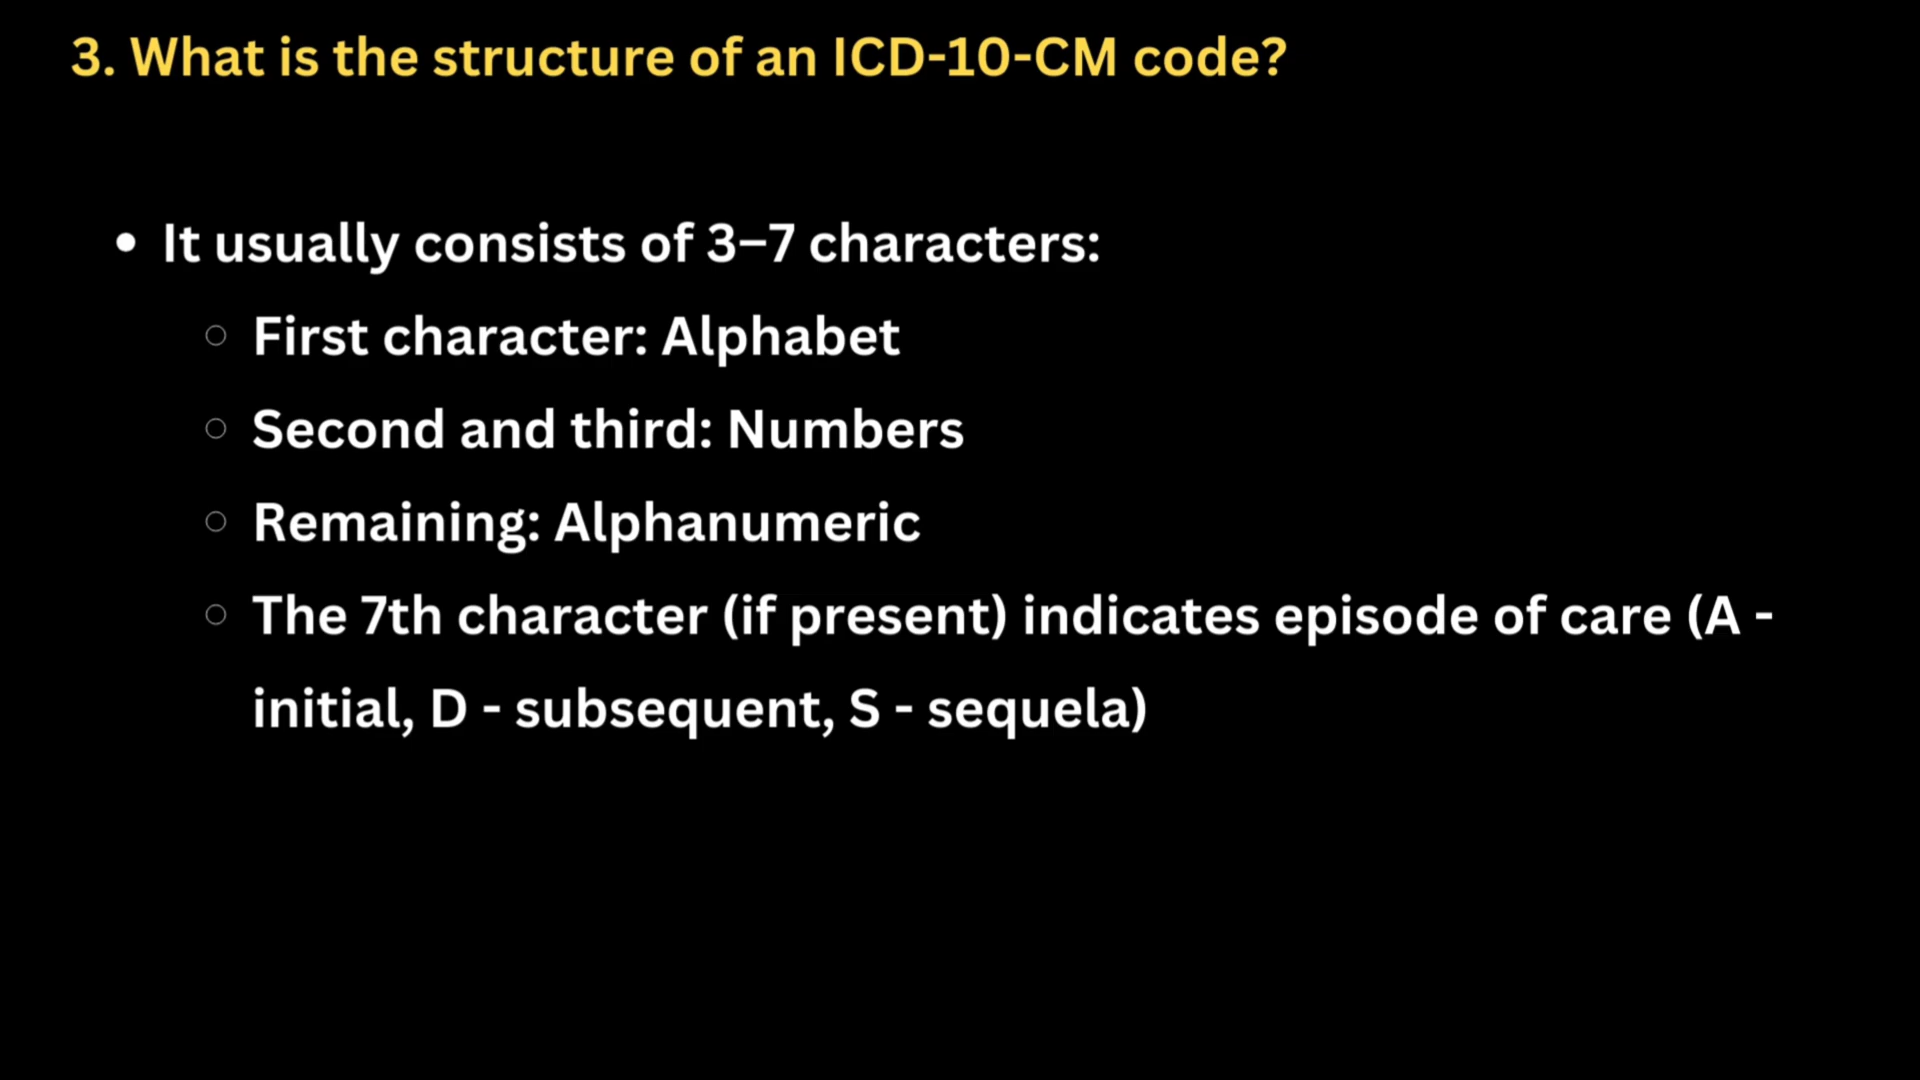 3. What is the structure of an ICD-10-CM code?
• It usually consists of 3–7 characters:
○ First character: Alphabet
○ Second and third: Numbers
○ Remaining: Alphanumeric
○ The 7th character (if present) indicates episode of care (A -
initial, D - subsequent, S - sequela)